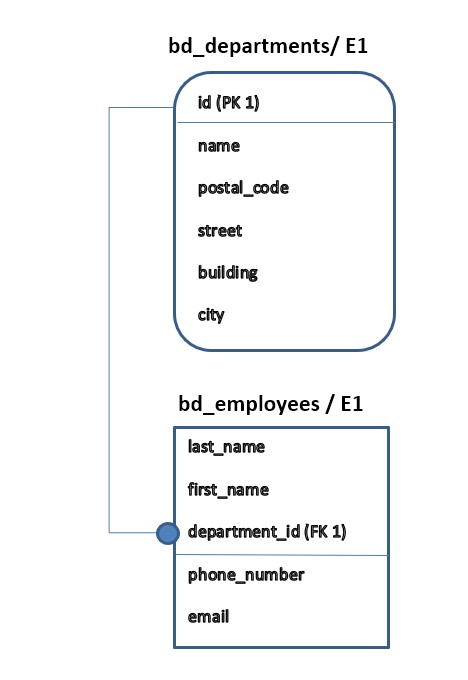 bd_departments/ E1
id (PK 1)
name
postal_code
street
building
city
bd_employees / E1
last_name
first_name
department_id (FK 1)
phone_number
email